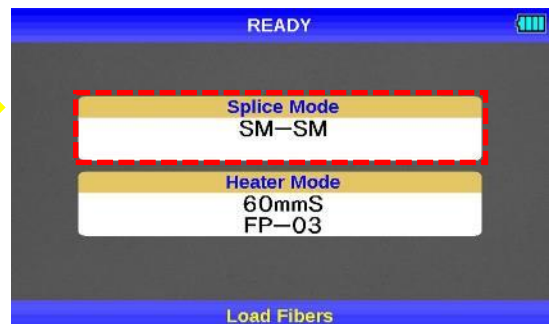 READY
Splice Mode
SM-SM
Heater Mode
60mmS
FP-03
Load Fibers